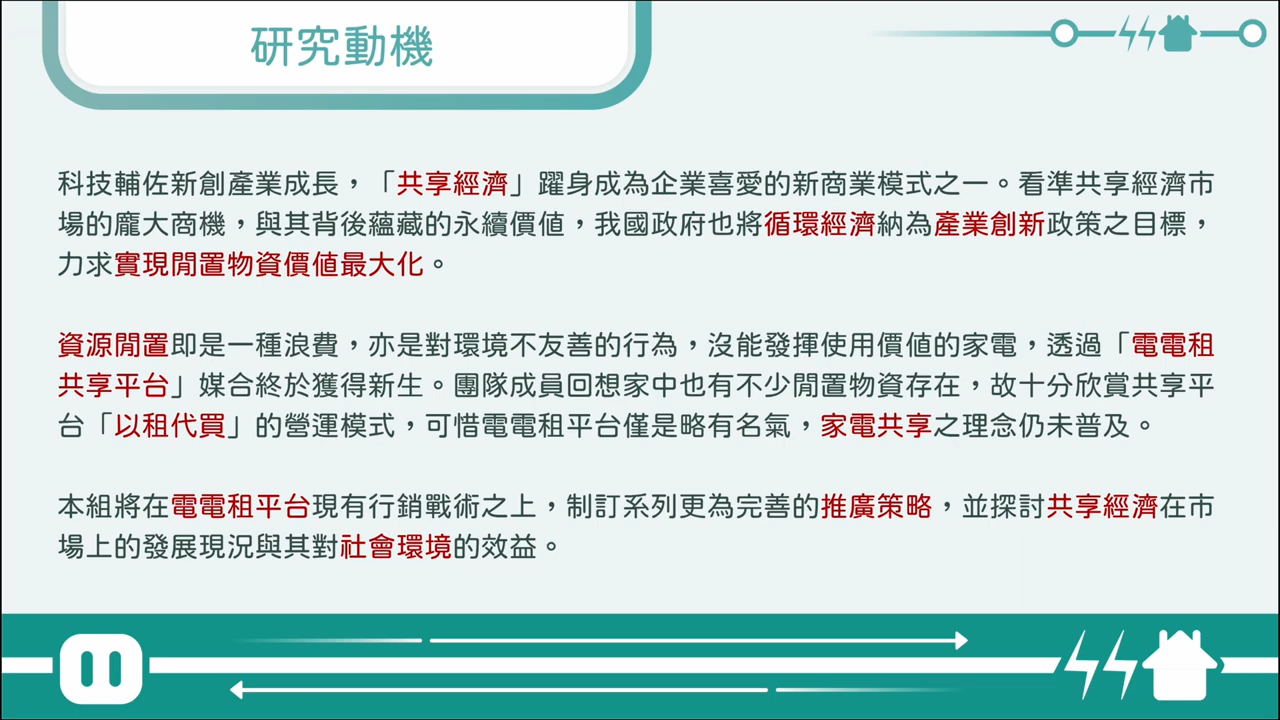 研究動機
科技輔佐新創產業成長，「共享經濟」躍身成為企業喜愛的新商業模式之一。看準共享經濟市
場的龐大商機，與其背後蘊藏的永續價值，我國政府也將循環經濟納為產業創新政策之目標，
力求實現閒置物資價值最大化。
資源閒置即是一種浪費，亦是對環境不友善的行為，沒能發揮使用價值的家電，透過「電電租
共享平台」媒合終於獲得新生。團隊成員回想家中也有不少閒置物資存在，故十分欣賞共享平
台「以租代買」的營運模式，可惜電電租平台僅是略有名氣，家電共享之理念仍未普及。
本組將在電電租平台現有行銷戰術之上，制訂系列更為完善的推廣策略，並探討共享經濟在市
場上的發展現況與其對社會環境的效益。